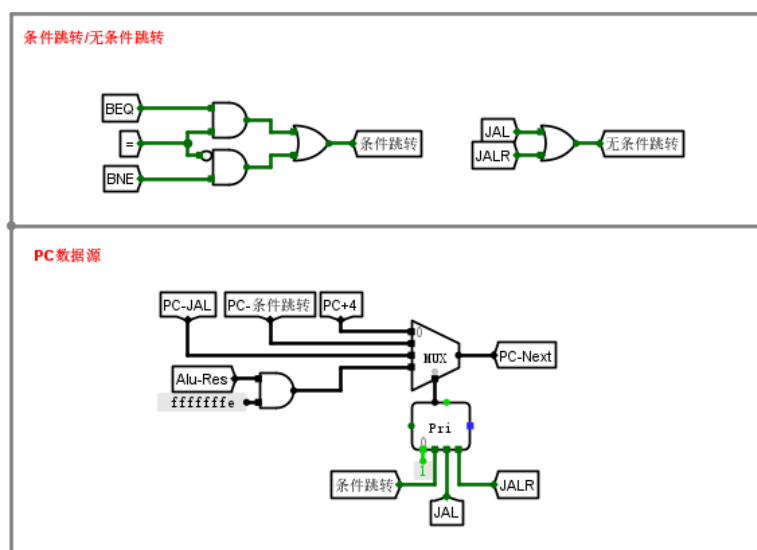 条件跳转/无条件跳转
BEQ
=
BNE
条件跳转
JAL
JALR
无条件跳转
PC数据源
PC-JAL
PC-条件跳转
PC+4
0
MUX
PC-Next
Alu-Res
fffffffe
Pri
0
1
条件跳转
JAL
JALR